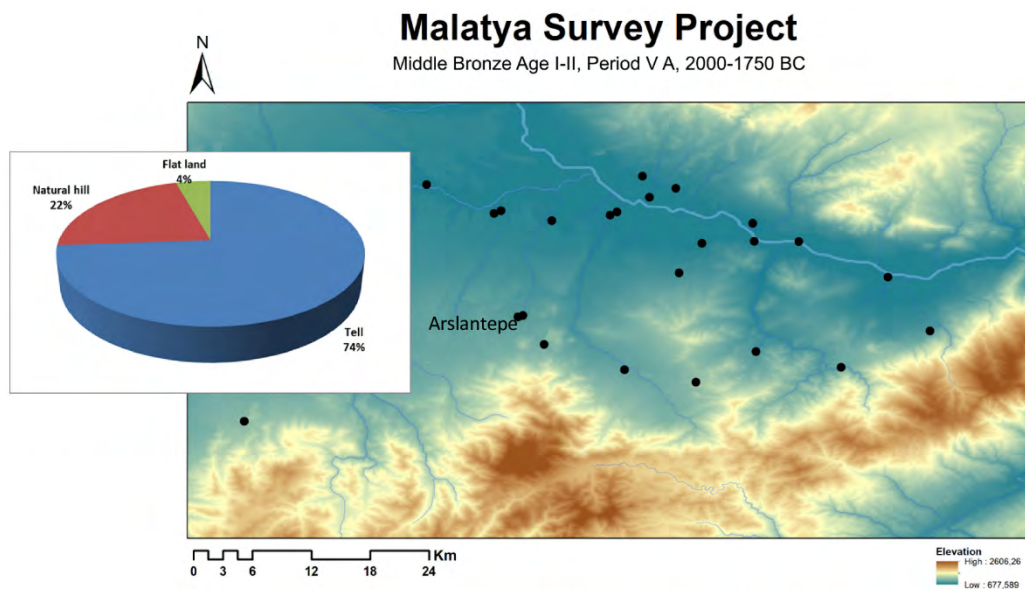 Malatya Survey Project
Middle Bronze Age I-II, Period V A, 2000-1750 BC
N
Flat land
4%
Natural hill
22%
Tell
74%
Arslantepe
Km
0 3 6 12 18 24
Elevation
High : 2606,26
Low : 677,589